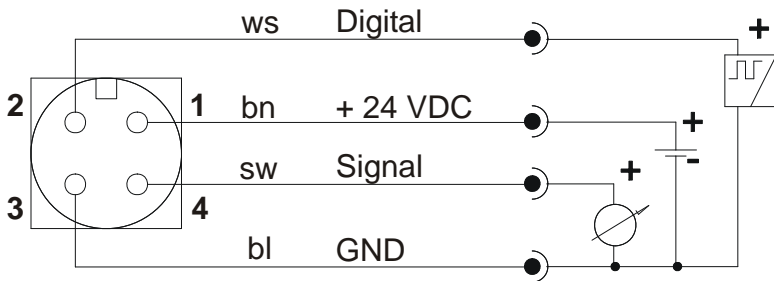 ws Digital +
2 1 bn + 24 VDC +
-
sw Signal +
3 4
bl GND